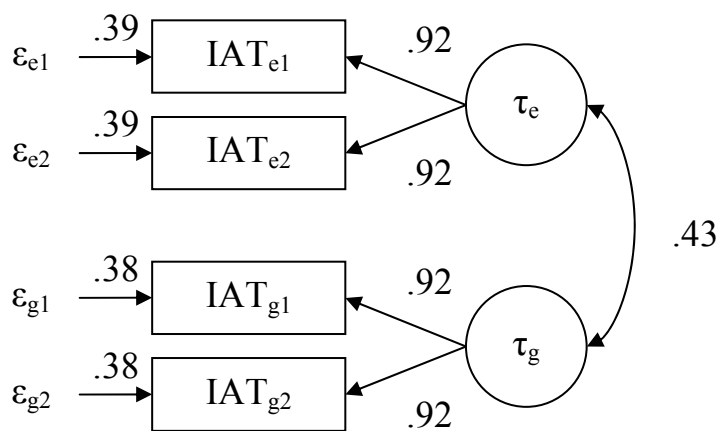 .39
.92
ε_e1 IAT_e1
τ_e
.39
ε_e2 IAT_e2
.92
.43
.38
.92
ε_g1 IAT_g1
τ_g
.38
ε_g2 IAT_g2
.92